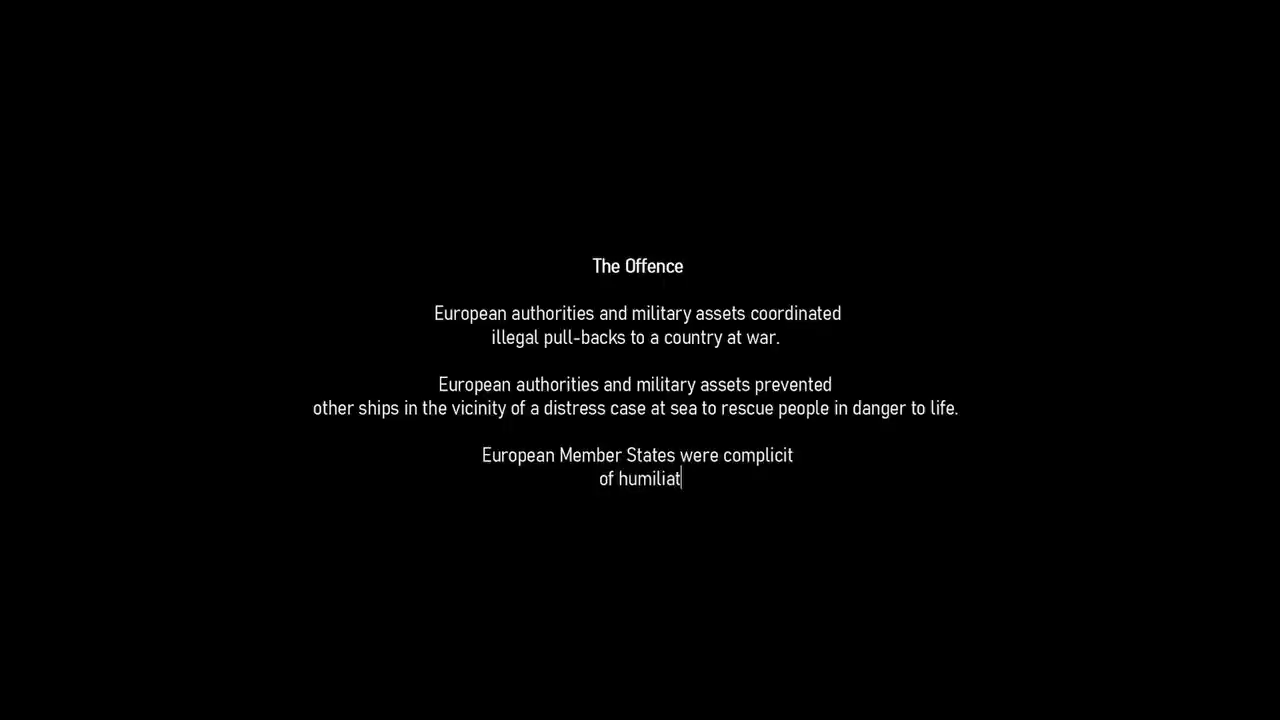 The Offence
European authorities and military assets coordinated
illegal pull-backs to a country at war.
European authorities and military assets prevented
other ships in the vicinity of a distress case at sea to rescue people in danger to life.
European Member States were complicit
of humiliat